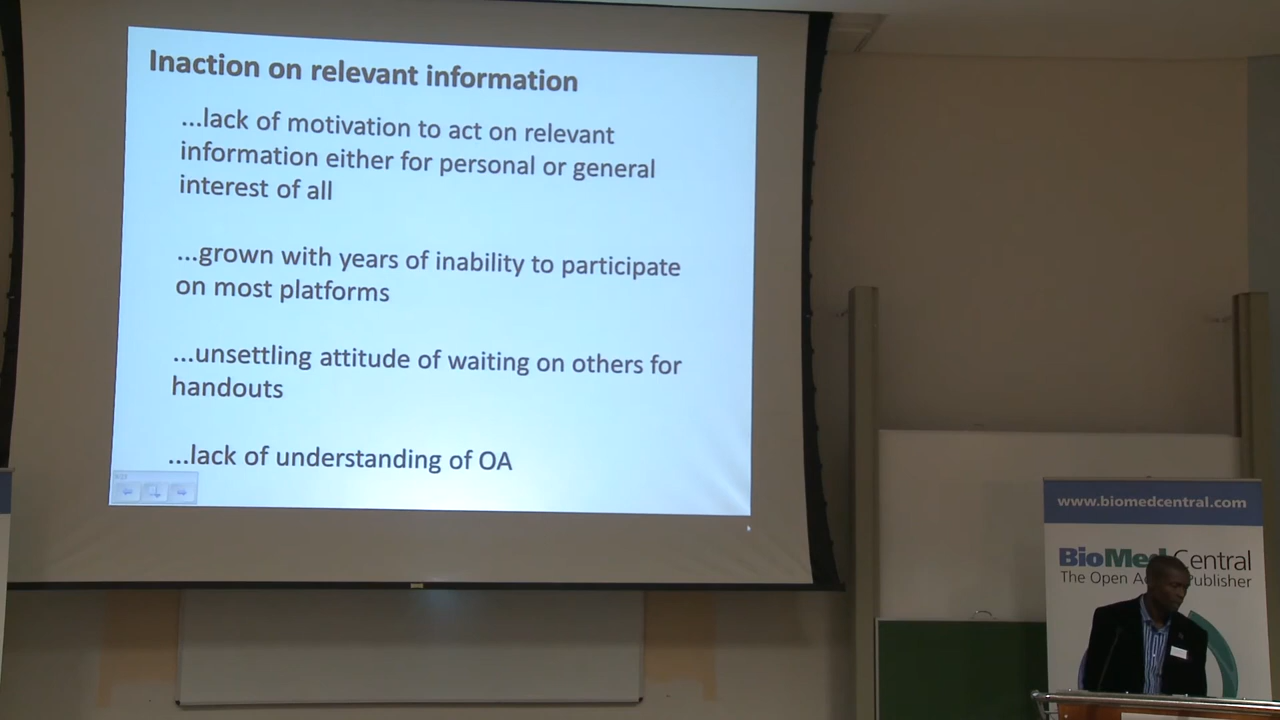 Inaction on relevant information
...lack of motivation to act on relevant
information either for personal or general
interest of all
...grown with years of inability to participate
on most platforms
...unsettling attitude of waiting on others for
handouts
...lack of understanding of OA
www.biomedcentral.com
BioMed Central
The Open Publisher